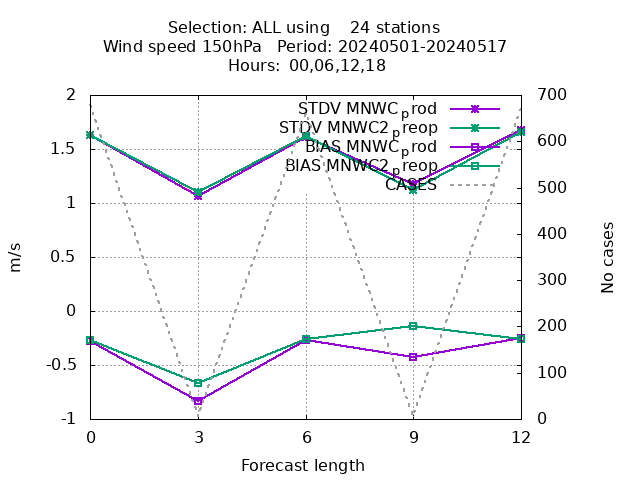 Selection: ALL using    24 stations
Wind speed 150hPa   Period: 20240501-20240517
Hours: 00,06,12,18
2
1.5
1
0.5
0
-0.5
-1
700
600
500
400
300
200
100
0
STDV MNWC_prod
STDV MNWC2_preop
BIAS MNWC_prod
BIAS MNWC2_preop
CASES
m/s
No cases
0 3 6 9 12
Forecast length